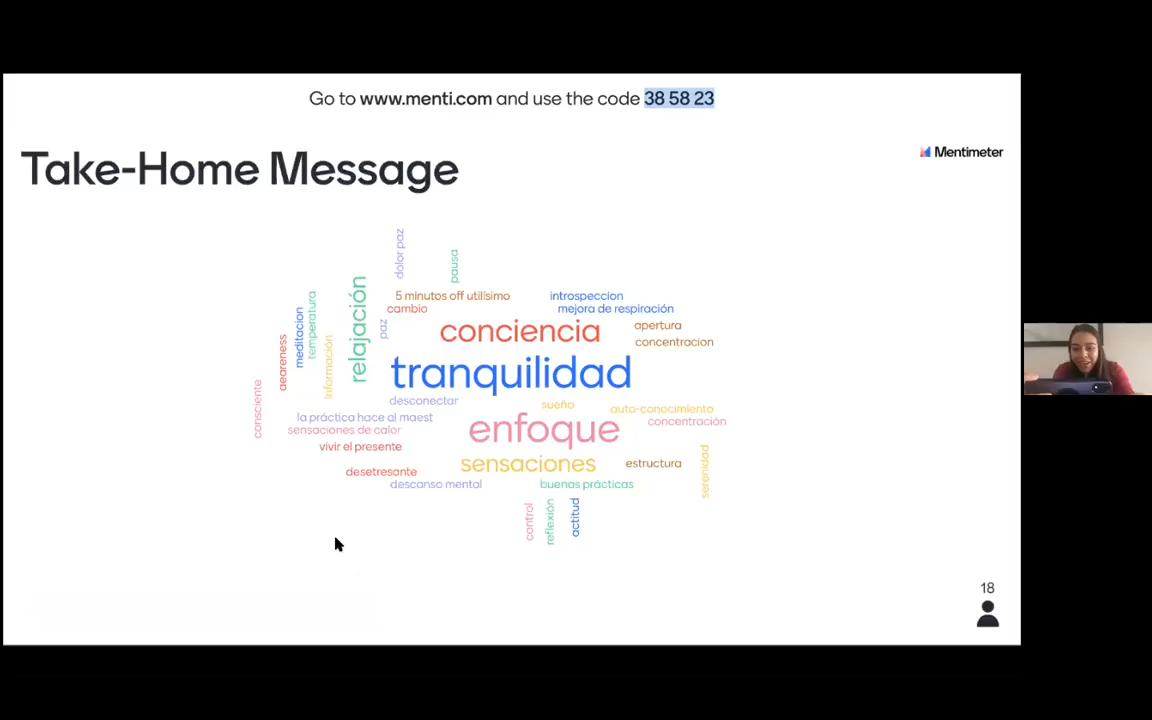 Go to www.menti.com and use the code 38 58 23
Take-Home Message
Mentimeter
dolor paz
pausa
relajación
5 minutos off utilísimo
introspeccion
cambio
mejora de respiración
meditacion
temperatura
paz
conciencia
apertura
concentracion
aeareness
Información
tranquilidad
consciente
desconectar
sueño
auto-conocimiento
la práctica hace al maest
concentración
sensaciones de calor
enfoque
vivir el presente
sensaciones
estructura
serenidad
desetresante
descanso mental
buenas prácticas
control
reflexión
actitud
18